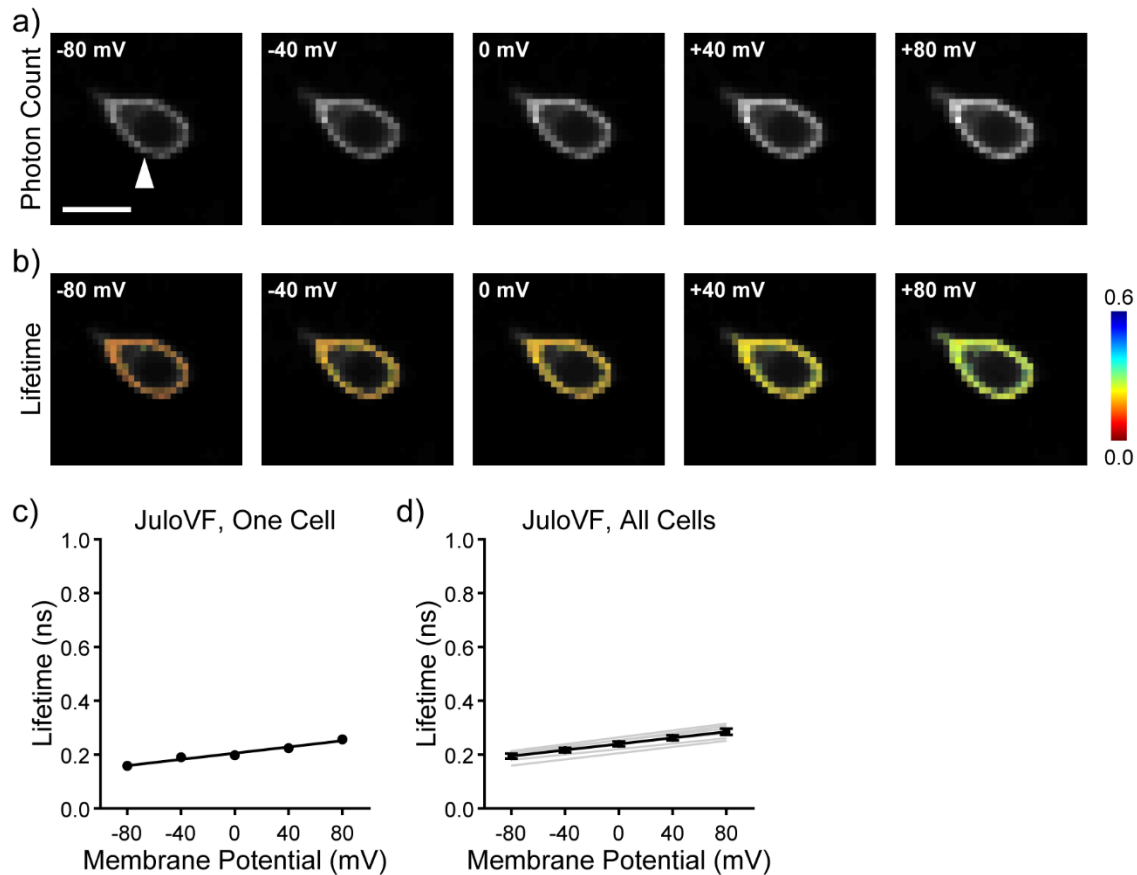 a)
Photon Count
-80 mV
-40 mV
0 mV
+40 mV
+80 mV
b)
Lifetime
-80 mV
-40 mV
0 mV
+40 mV
+80 mV
0.6
0.0
c)
JuloVF, One Cell
Lifetime (ns)
1.0
0.8
0.6
0.4
0.2
0.0
-80 -40 0 40 80
Membrane Potential (mV)
d)
JuloVF, All Cells
Lifetime (ns)
1.0
0.8
0.6
0.4
0.2
0.0
-80 -40 0 40 80
Membrane Potential (mV)